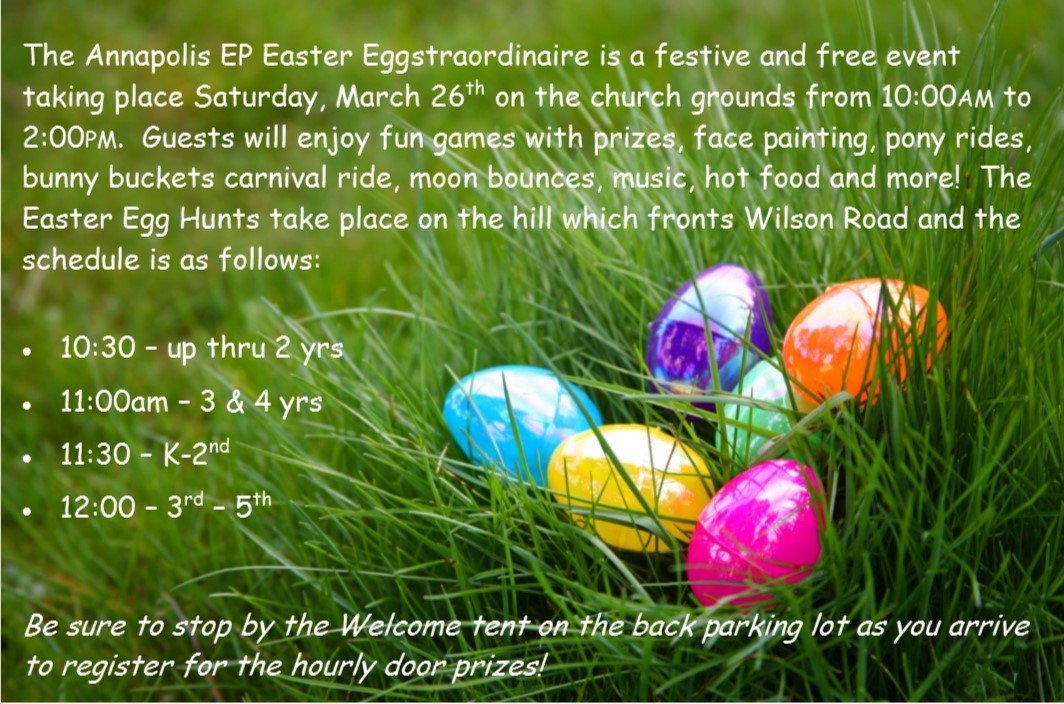 The Annapolis EP Easter Eggstraordinaire is a festive and free event
taking place Saturday, March 26th on the church grounds from 10:00AM to
2:00PM. Guests will enjoy fun games with prizes, face painting, pony rides,
bunny buckets carnival ride, moon bounces, music, hot food and more! The
Easter Egg Hunts take place on the hill which fronts Wilson Road and the
schedule is as follows:
• 10:30 – up thru 2 yrs
• 11:00am – 3 & 4 yrs
• 11:30 – K-2nd
• 12:00 – 3rd – 5th
Be sure to stop by the Welcome tent on the back parking lot as you arrive
to register for the hourly door prizes!